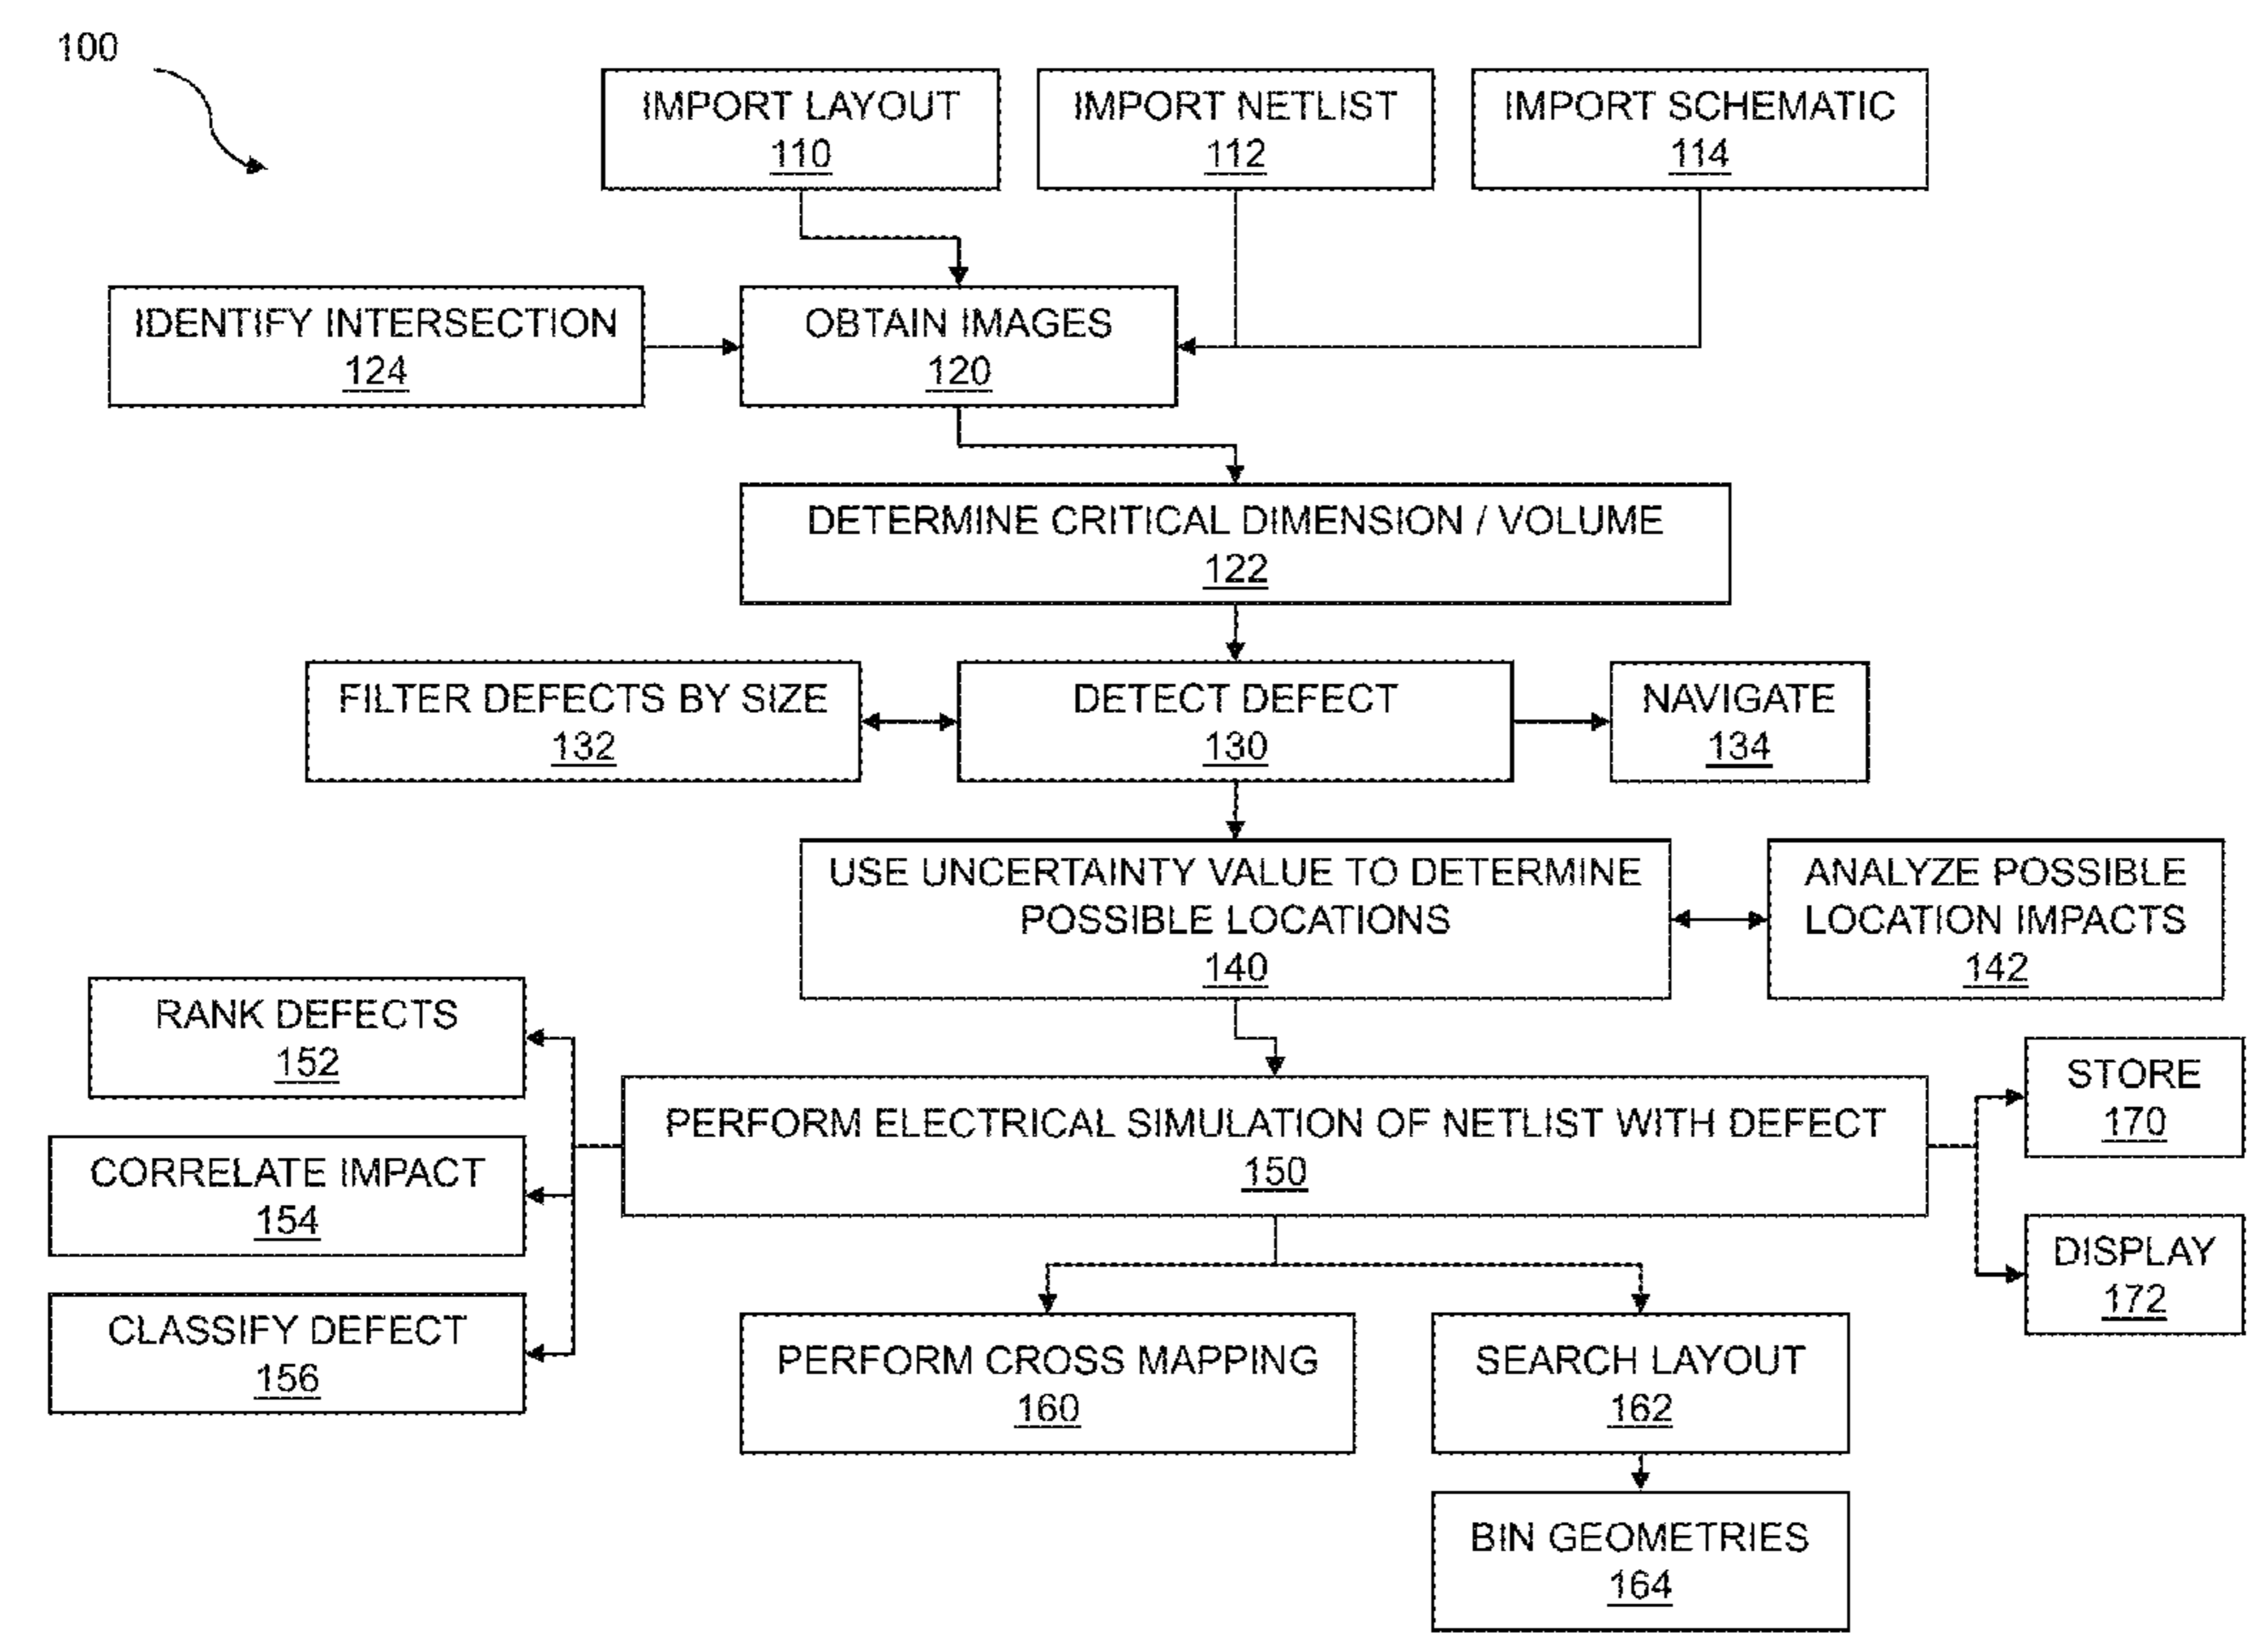 100
IMPORT LAYOUT
110
IMPORT NETLIST
112
IMPORT SCHEMATIC
114
IDENTIFY INTERSECTION
124
OBTAIN IMAGES
120
DETERMINE CRITICAL DIMENSION / VOLUME
122
FILTER DEFECTS BY SIZE
132
DETECT DEFECT
130
NAVIGATE
134
USE UNCERTAINTY VALUE TO DETERMINE
POSSIBLE LOCATIONS
140
ANALYZE POSSIBLE
LOCATION IMPACTS
142
RANK DEFECTS
152
CORRELATE IMPACT
154
CLASSIFY DEFECT
156
PERFORM ELECTRICAL SIMULATION OF NETLIST WITH DEFECT
150
STORE
170
DISPLAY
172
PERFORM CROSS MAPPING
160
SEARCH LAYOUT
162
BIN GEOMETRIES
164